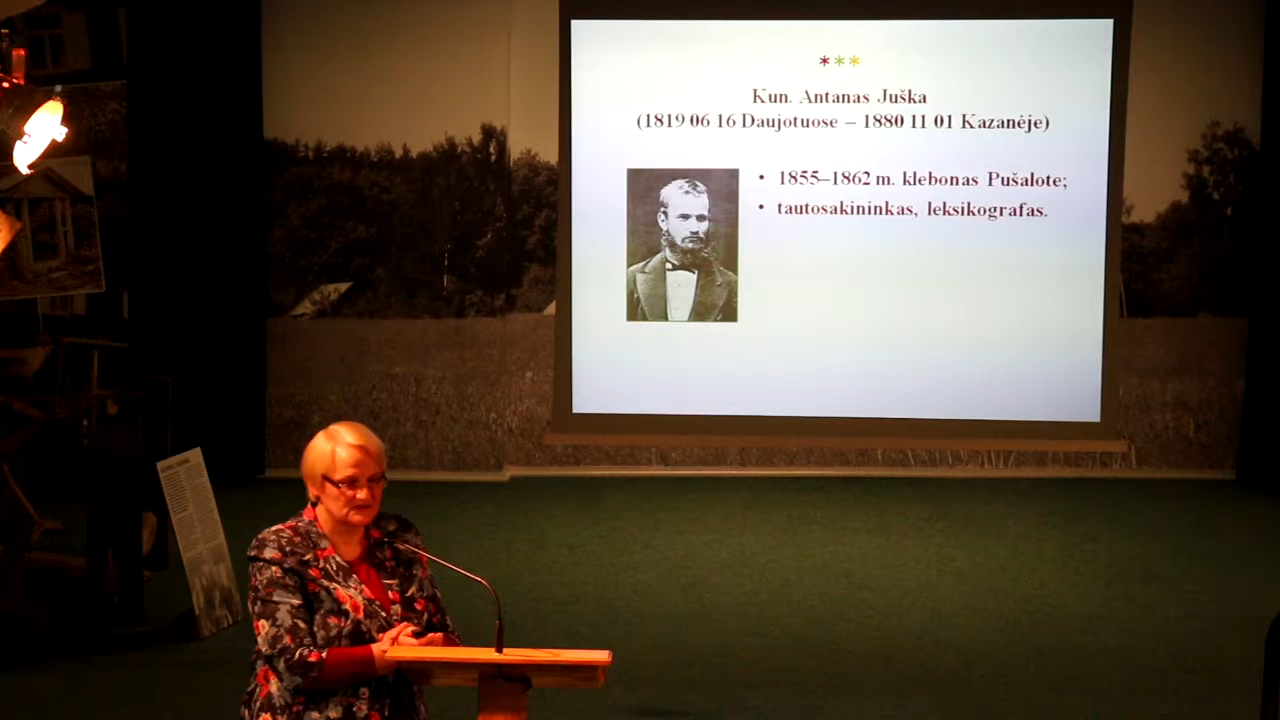 ***
Kun. Antanas Juška
(1819 06 16 Daujotuose – 1880 11 01 Kazanėje)
• 1855–1862 m. klebonas Pušalote;
• tautosakininkas, leksikografas.